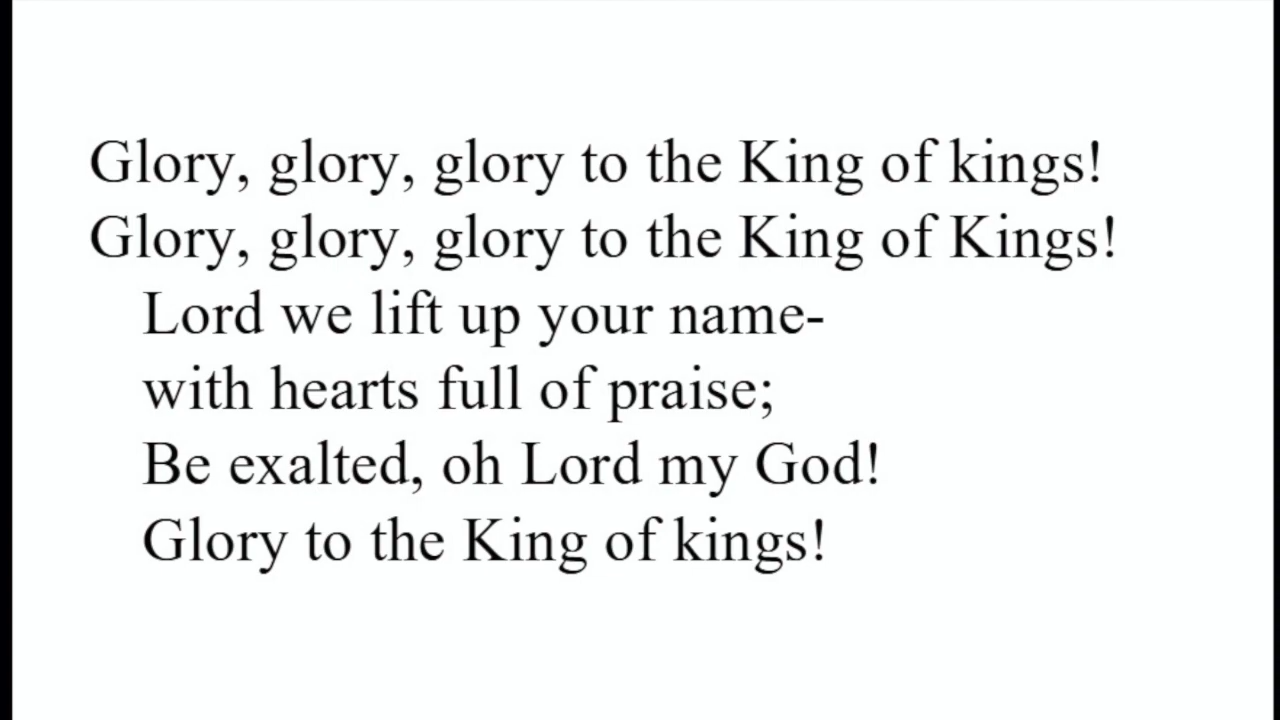 Glory, glory, glory to the King of kings!
Glory, glory, glory to the King of Kings!
Lord we lift up your name-
with hearts full of praise;
Be exalted, oh Lord my God!
Glory to the King of kings!